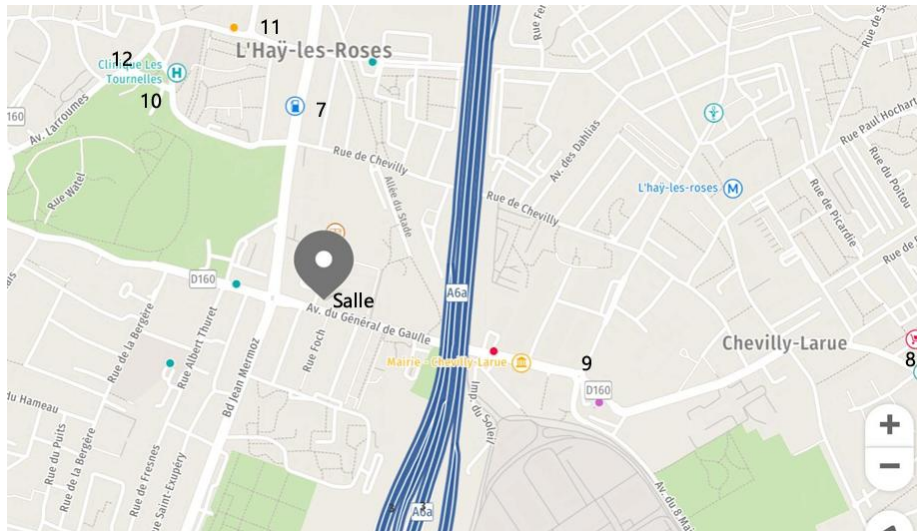 11
L'Haÿ-les-Roses
12
Clinique Les
Tournelles
H
10
7
160
Av. Larroumes
Rue Watel
Rue de Chevilly
Allée du Stade
Av. des Dahlias
Rue de Chevilly
L'haÿ-les-roses
M
Rue Paul Hochart
Rue du Poitou
Rue de Picardie
D160
Salle
A6a
Av. du Général de Gaulle
Rue de la Bergère
Rue Albert Thuret
Rue Foch
Bd Jean Mermoz
Mairie - Chevilly-Larue
9
D160
Chevilly-Larue
8
Imp. du Soleil
du Hameau
Rue du Puits
Rue de la Bergère
Rue de Fresnes
Rue Saint-Exupéry
A6a
3
Av. du 8 Mai
+
−